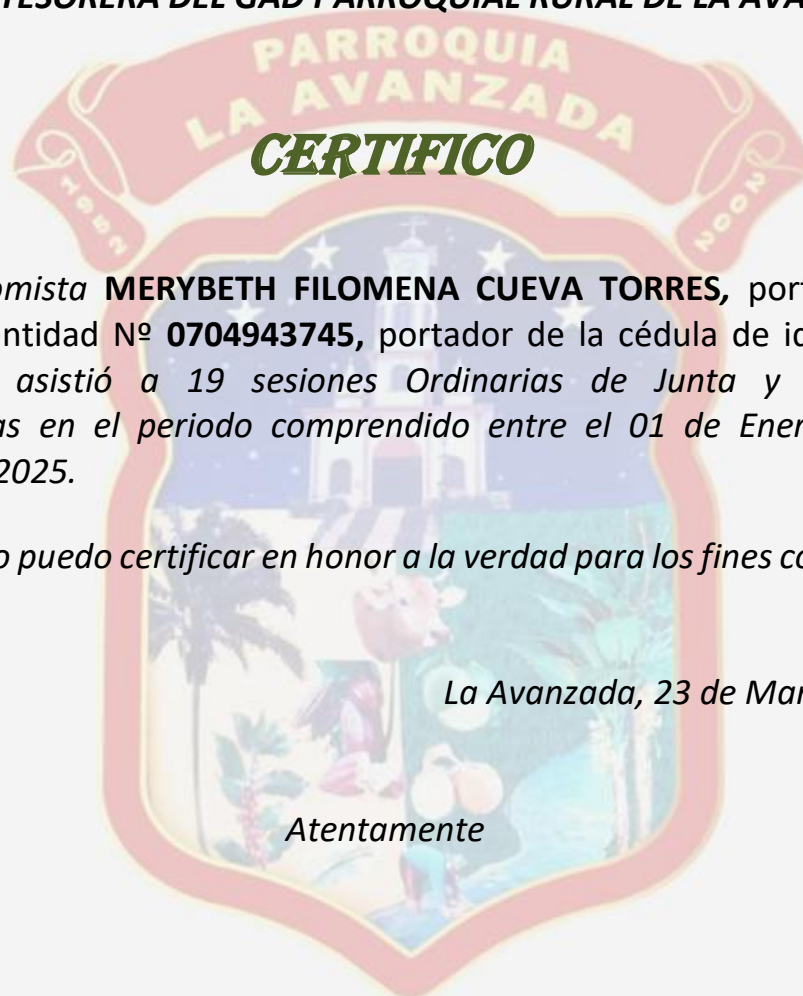 TESORERA DEL GAD PARROQUIAL RURAL DE LA AVA
PARROQUIA
LA AVANZADA
1952
2002
CERTIFICO
omista MERYBETH FILOMENA CUEVA TORRES, port
entidad Nº 0704943745, portador de la cédula de id
asistió a 19 sesiones Ordinarias de Junta y
as en el periodo comprendido entre el 01 de Ener
2025.
o puedo certificar en honor a la verdad para los fines co
La Avanzada, 23 de Mar
Atentamente